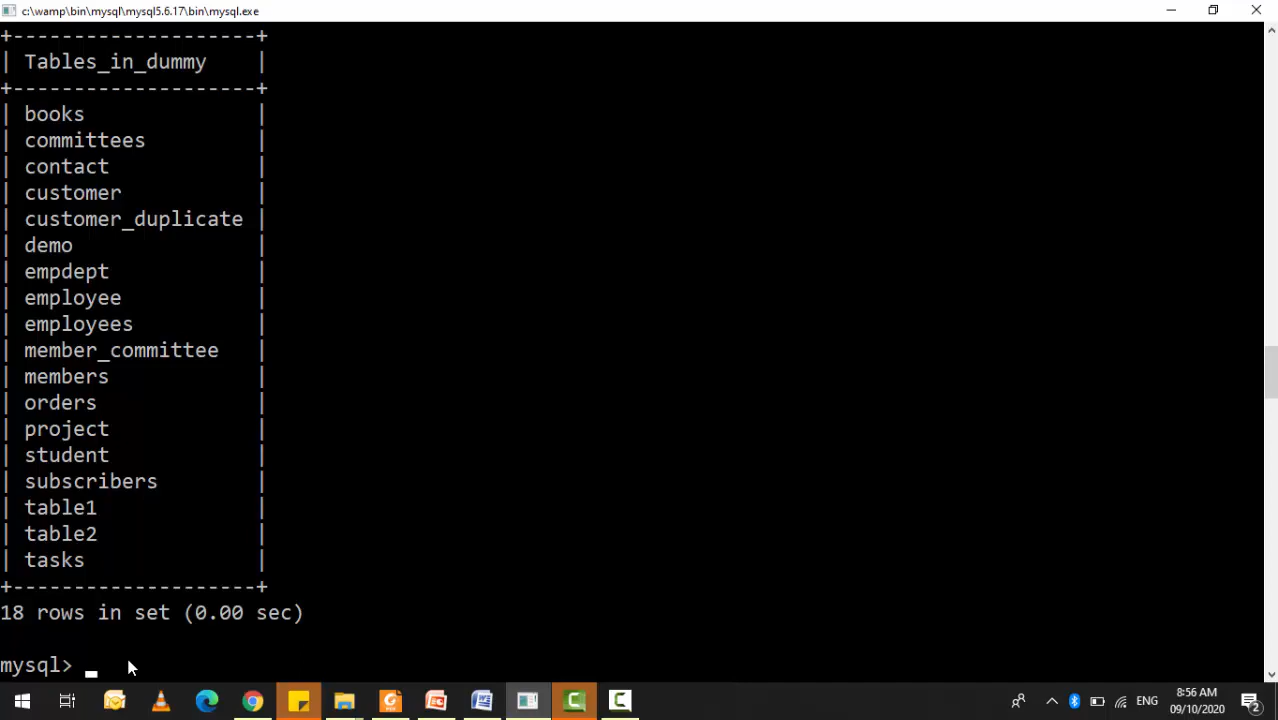 c:\wamp\bin\mysql\mysql5.6.17\bin\mysql.exe
+--------------------+
| Tables_in_dummy    |
+--------------------+
| books              |
| committees         |
| contact            |
| customer           |
| customer_duplicate |
| demo               |
| empdept            |
| employee           |
| employees          |
| member_committee   |
| members            |
| orders             |
| project            |
| student            |
| subscribers        |
| table1             |
| table2             |
| tasks              |
+--------------------+
18 rows in set (0.00 sec)
mysql> _
ENG
8:56 AM
09/10/2020
2